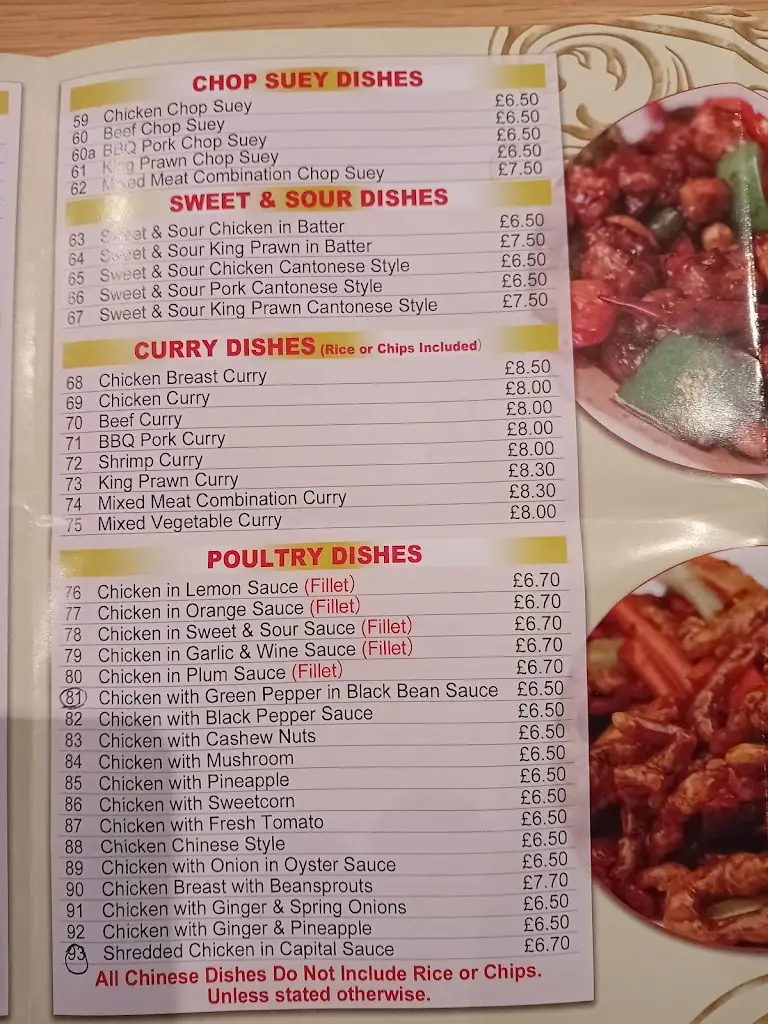 CHOP SUEY DISHES
59 Chicken Chop Suey £6.50
60 Beef Chop Suey £6.50
60a BBQ Pork Chop Suey £6.50
61 King Prawn Chop Suey £6.50
62 Mixed Meat Combination Chop Suey £7.50
SWEET & SOUR DISHES
63 Sweet & Sour Chicken in Batter £6.50
64 Sweet & Sour King Prawn in Batter £7.50
65 Sweet & Sour Chicken Cantonese Style £6.50
66 Sweet & Sour Pork Cantonese Style £6.50
67 Sweet & Sour King Prawn Cantonese Style £7.50
CURRY DISHES (Rice or Chips Included)
68 Chicken Breast Curry £8.50
69 Chicken Curry £8.00
70 Beef Curry £8.00
71 BBQ Pork Curry £8.00
72 Shrimp Curry £8.00
73 King Prawn Curry £8.30
74 Mixed Meat Combination Curry £8.30
75 Mixed Vegetable Curry £8.00
POULTRY DISHES
76 Chicken in Lemon Sauce (Fillet) £6.70
77 Chicken in Orange Sauce (Fillet) £6.70
78 Chicken in Sweet & Sour Sauce (Fillet) £6.70
79 Chicken in Garlic & Wine Sauce (Fillet) £6.70
80 Chicken in Plum Sauce (Fillet) £6.70
81 Chicken with Green Pepper in Black Bean Sauce £6.50
82 Chicken with Black Pepper Sauce £6.50
83 Chicken with Cashew Nuts £6.50
84 Chicken with Mushroom £6.50
85 Chicken with Pineapple £6.50
86 Chicken with Sweetcorn £6.50
87 Chicken with Fresh Tomato £6.50
88 Chicken Chinese Style £6.50
89 Chicken with Onion in Oyster Sauce £6.50
90 Chicken Breast with Beansprouts £7.70
91 Chicken with Ginger & Spring Onions £6.50
92 Chicken with Ginger & Pineapple £6.50
93 Shredded Chicken in Capital Sauce £6.70
All Chinese Dishes Do Not Include Rice or Chips.
Unless stated otherwise.